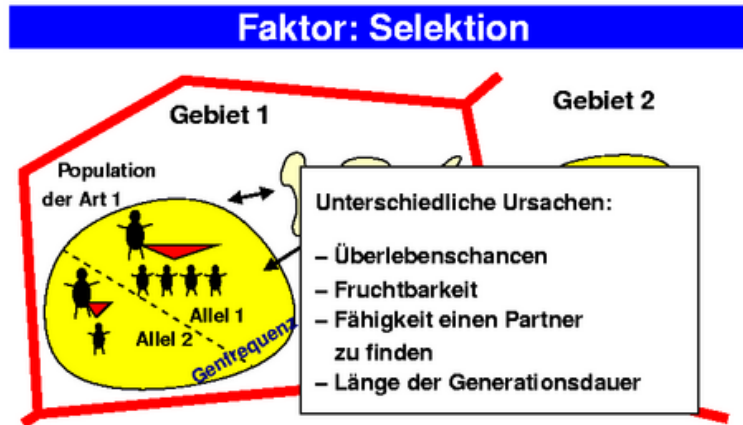 Faktor: Selektion
Gebiet 1
Gebiet 2
Population
der Art 1
Allel 1
Allel 2
Genfrequenz
Unterschiedliche Ursachen:
– Überlebenschancen
– Fruchtbarkeit
– Fähigkeit einen Partner
zu finden
– Länge der Generationsdauer